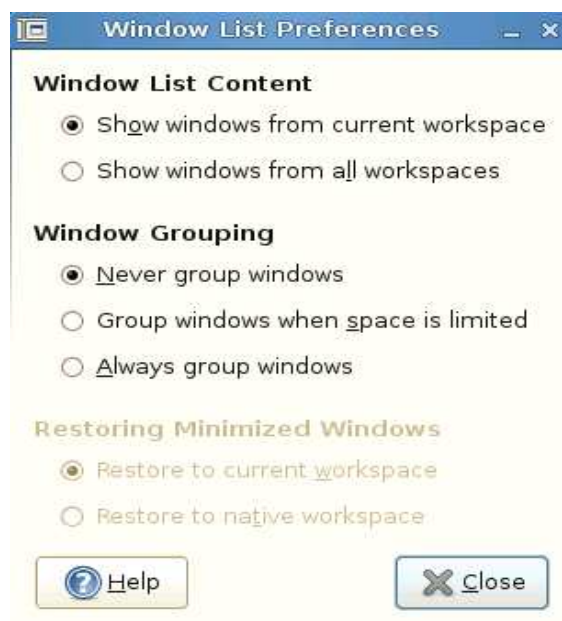 Window List Preferences
Window List Content
Show windows from current workspace
Show windows from all workspaces
Window Grouping
Never group windows
Group windows when space is limited
Always group windows
Restoring Minimized Windows
Restore to current workspace
Restore to native workspace
Help
Close